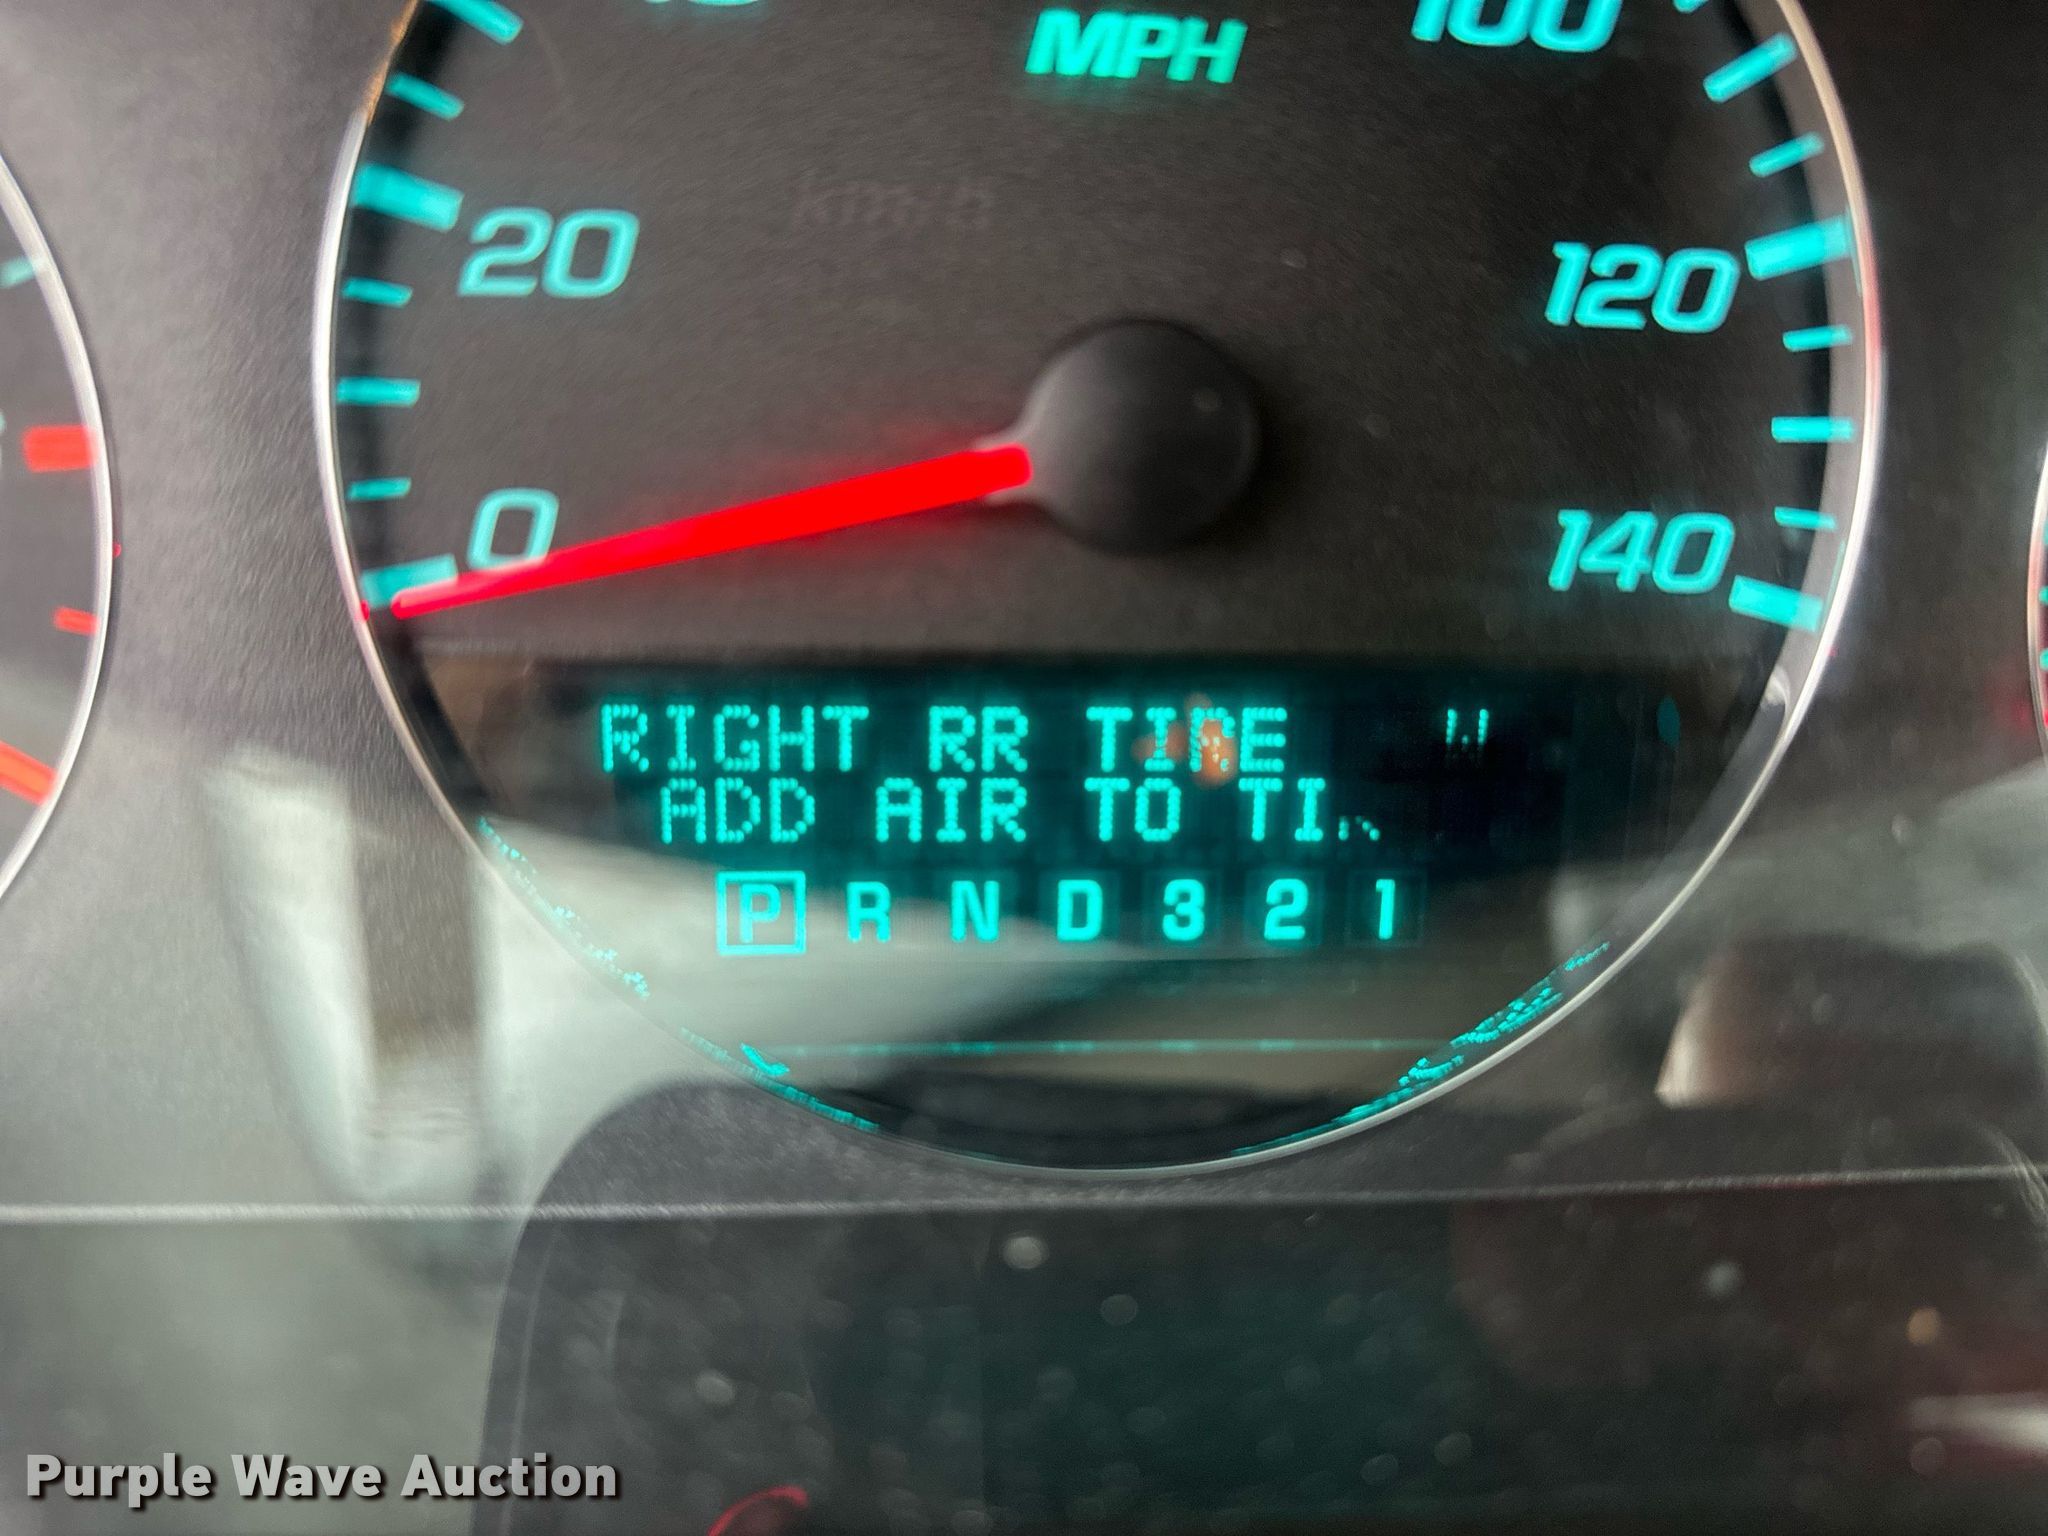 MPH
100
20
km/h
120
0
140
RIGHT RR TIRE W
ADD AIR TO TI
P R N D 3 2 1
Purple Wave Auction